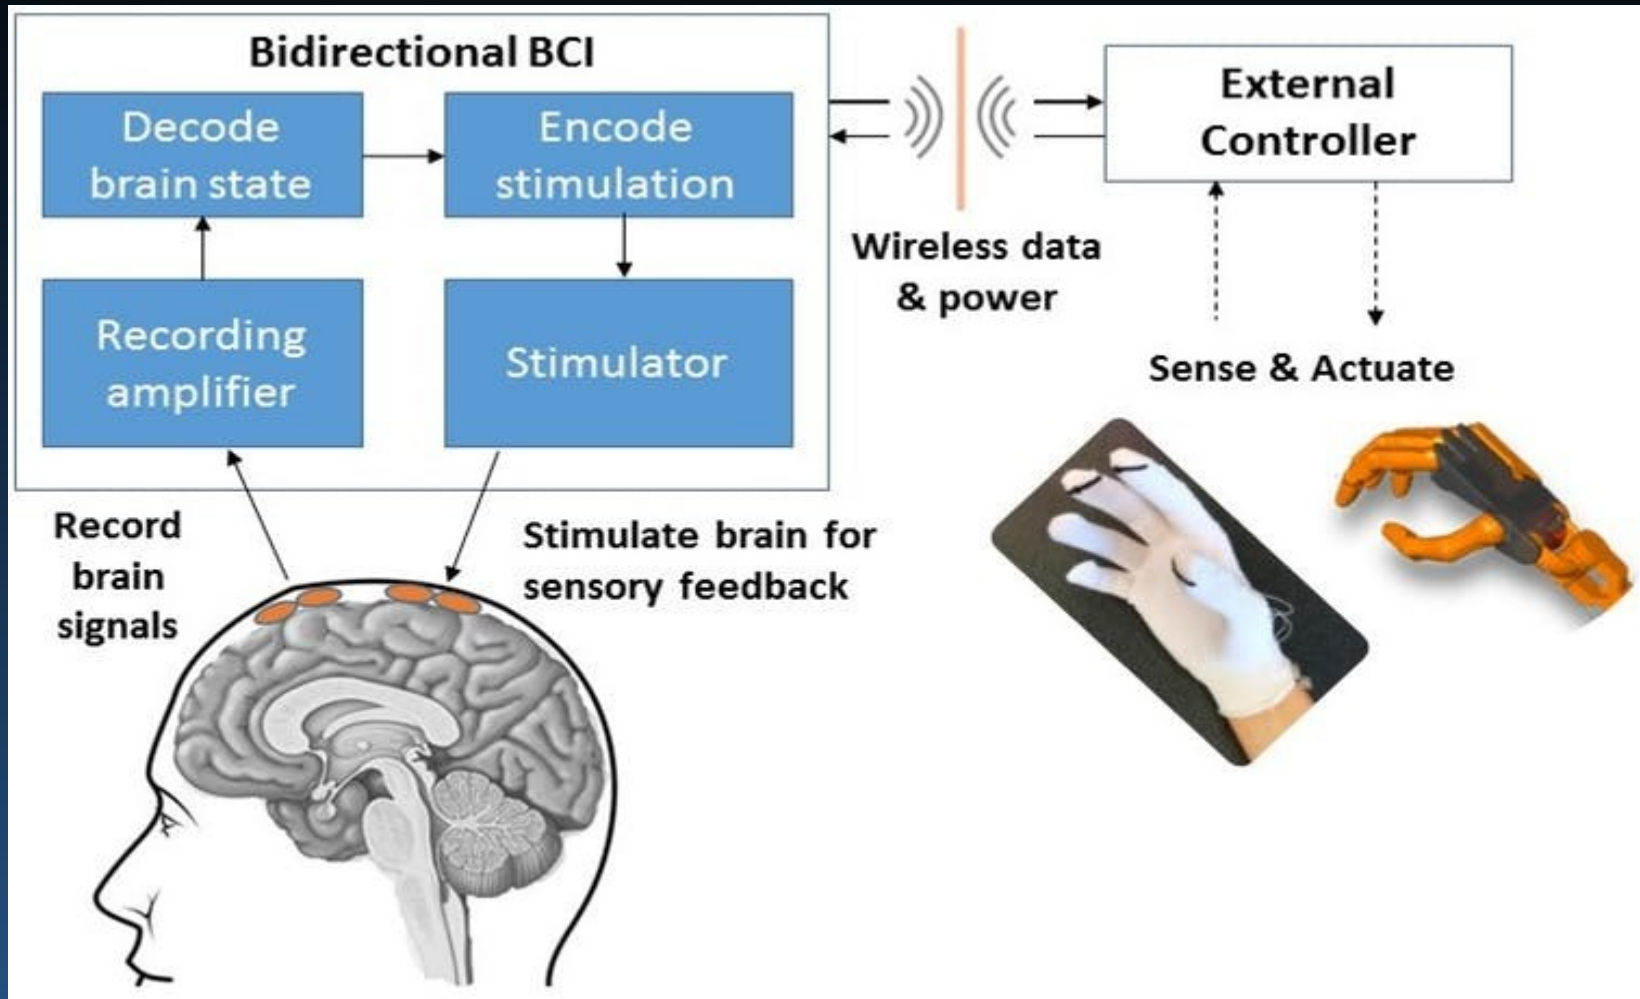 Bidirectional BCI
Decode
brain state
Encode
stimulation
Recording
amplifier
Stimulator
External
Controller
Wireless data
& power
Sense & Actuate
Record
brain
signals
Stimulate brain for
sensory feedback